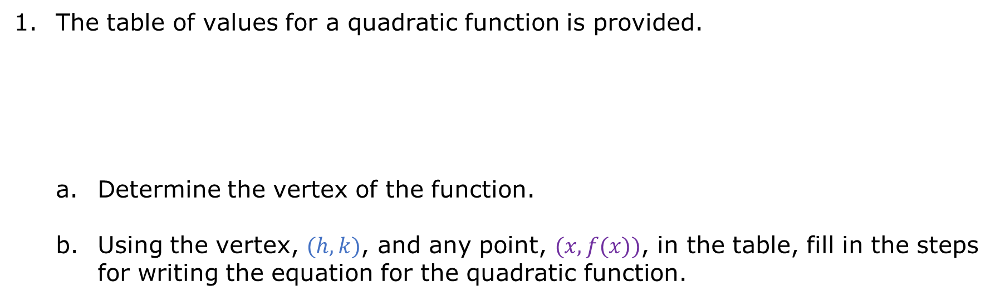 1. The table of values for a quadratic function is provided.
a. Determine the vertex of the function.
b. Using the vertex, (h, k), and any point, (x, f(x)), in the table, fill in the steps
for writing the equation for the quadratic function.